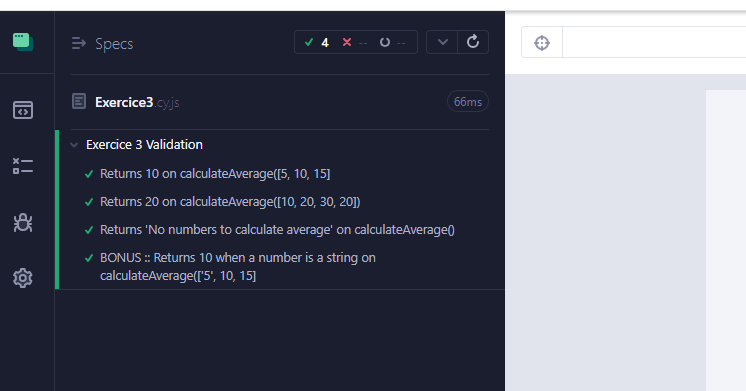 Specs
4
--
--
Exercice3.cy.js
66ms
Exercice 3 Validation
Returns 10 on calculateAverage([5, 10, 15]
Returns 20 on calculateAverage([10, 20, 30, 20])
Returns 'No numbers to calculate average' on calculateAverage()
BONUS :: Returns 10 when a number is a string on
calculateAverage(['5', 10, 15]